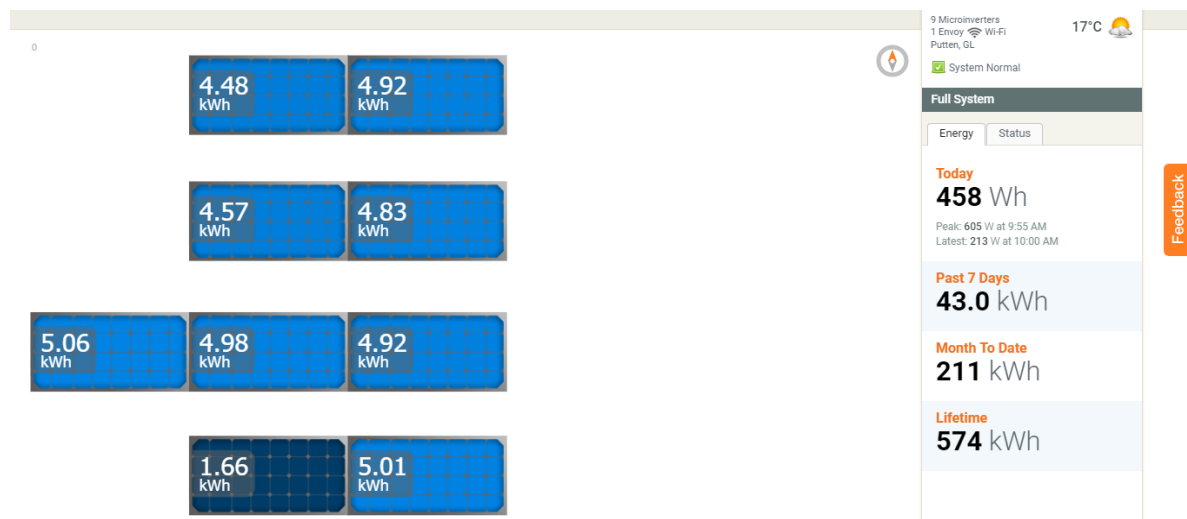 0
4.48
kWh
4.92
kWh
4.57
kWh
4.83
kWh
5.06
kWh
4.98
kWh
4.92
kWh
1.66
kWh
5.01
kWh
9 Microinverters
1 Envoy Wi-Fi
Putten, GL
17°C
System Normal
Full System
Energy Status
Today
458 Wh
Peak: 605 W at 9:55 AM
Latest: 213 W at 10:00 AM
Past 7 Days
43.0 kWh
Month To Date
211 kWh
Lifetime
574 kWh
Feedback